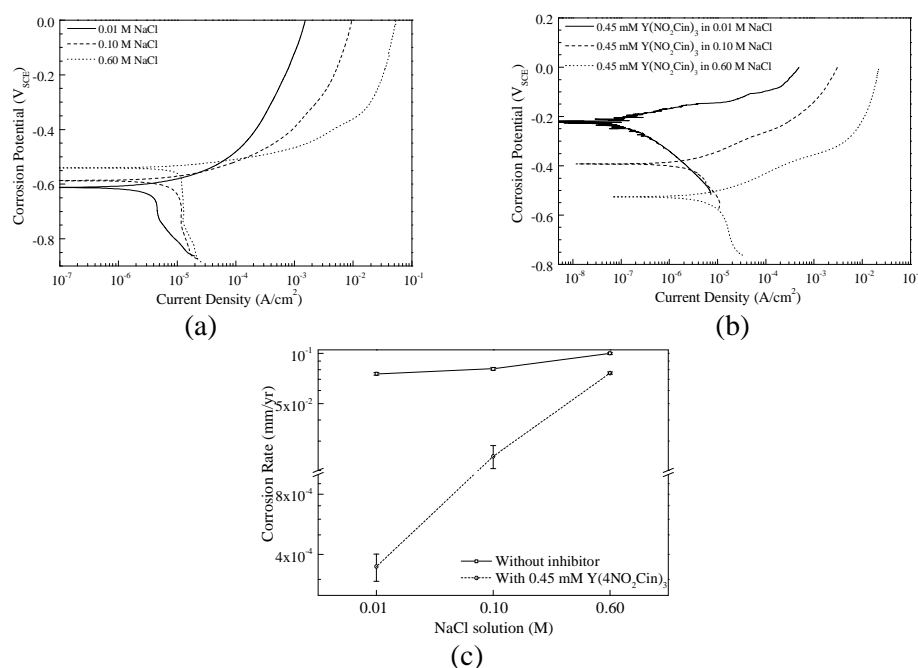 0.0
-0.2
-0.4
-0.6
-0.8
Corrosion Potential (V_SCE)
0.01 M NaCl
0.10 M NaCl
0.60 M NaCl
10⁻⁷ 10⁻⁶ 10⁻⁵ 10⁻⁴ 10⁻³ 10⁻² 10⁻¹
Current Density (A/cm²)
(a)
0.2
0.0
-0.2
-0.4
-0.6
-0.8
Corrosion Potential (V_SCE)
0.45 mM Y(NO₂Cin)₃ in 0.01 M NaCl
0.45 mM Y(NO₂Cin)₃ in 0.10 M NaCl
0.45 mM Y(NO₂Cin)₃ in 0.60 M NaCl
10⁻⁸ 10⁻⁷ 10⁻⁶ 10⁻⁵ 10⁻⁴ 10⁻³ 10⁻² 10⁻¹
Current Density (A/cm²)
(b)
10⁻¹
5x10⁻²
8x10⁻⁴
4x10⁻⁴
Corrosion Rate (mm/yr)
Without inhibitor
With 0.45 mM Y(4NO₂Cin)₃
0.01 0.10 0.60
NaCl solution (M)
(c)